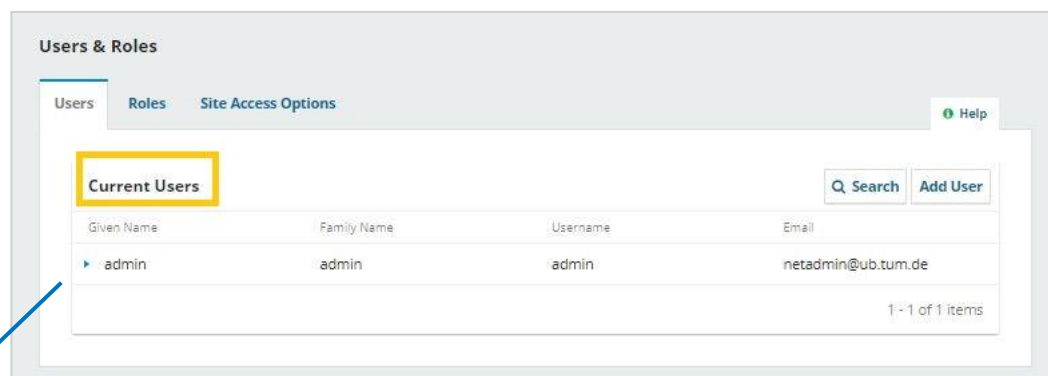 Users & Roles
Users Roles Site Access Options
Help
Current Users Search Add User
Given Name Family Name Username Email
admin admin admin netadmin@ub.tum.de
1 - 1 of 1 items